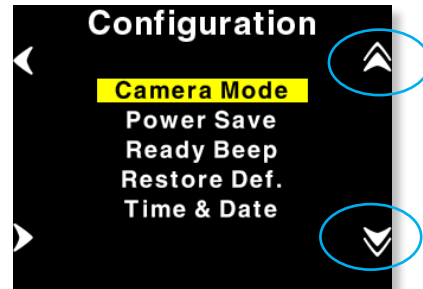 Configuration
Camera Mode
Power Save
Ready Beep
Restore Def.
Time & Date